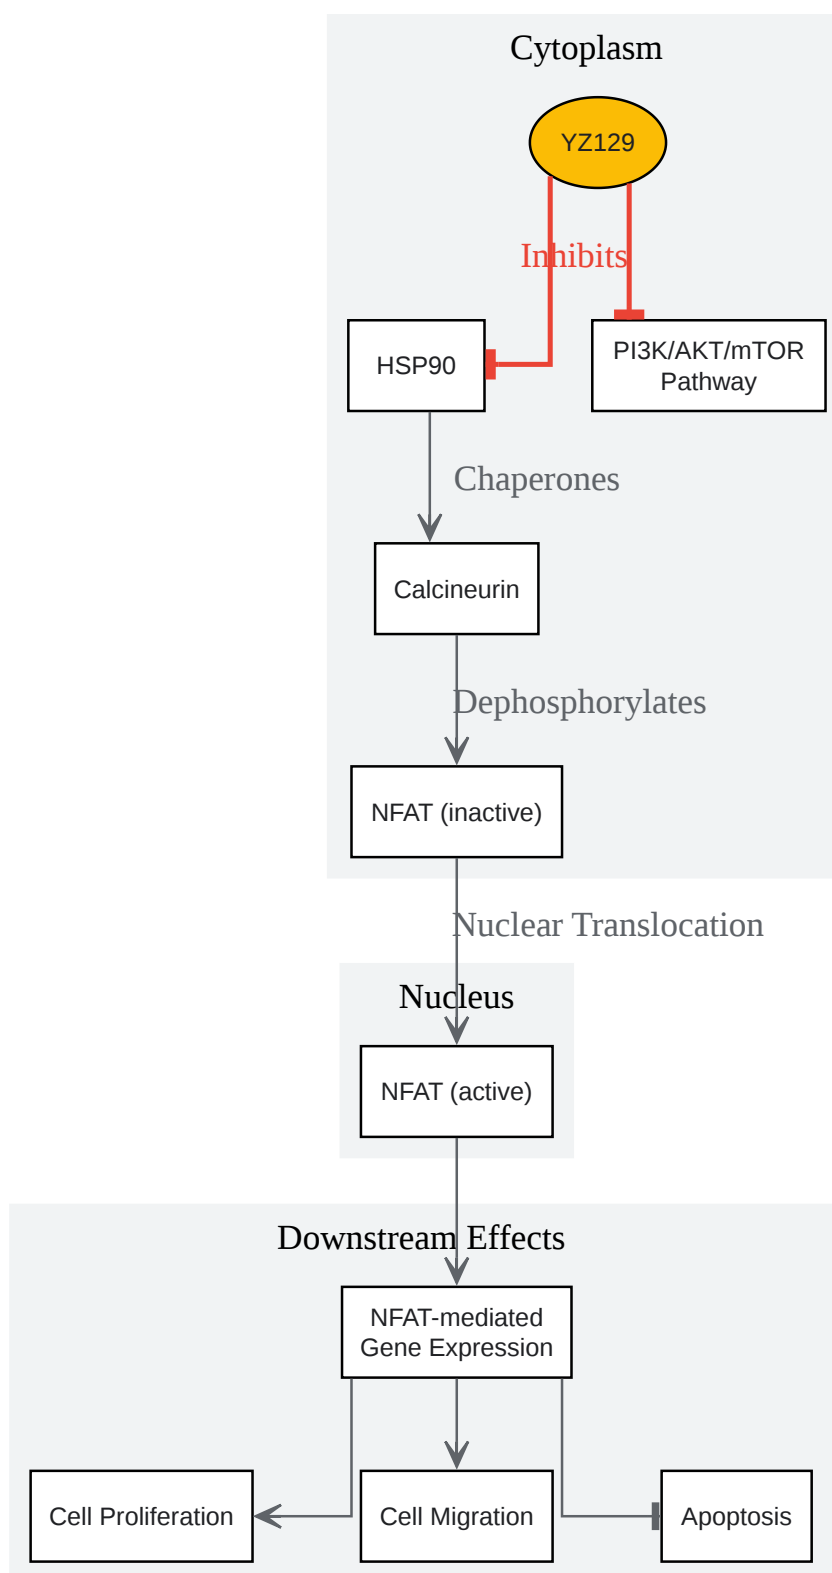 Cytoplasm
YZ129
Inhibits
HSP90
PI3K/AKT/mTOR
Pathway
Chaperones
Calcineurin
Dephosphorylates
NFAT (inactive)
Nuclear Translocation
Nucleus
NFAT (active)
Downstream Effects
NFAT-mediated
Gene Expression
Cell Proliferation
Cell Migration
Apoptosis